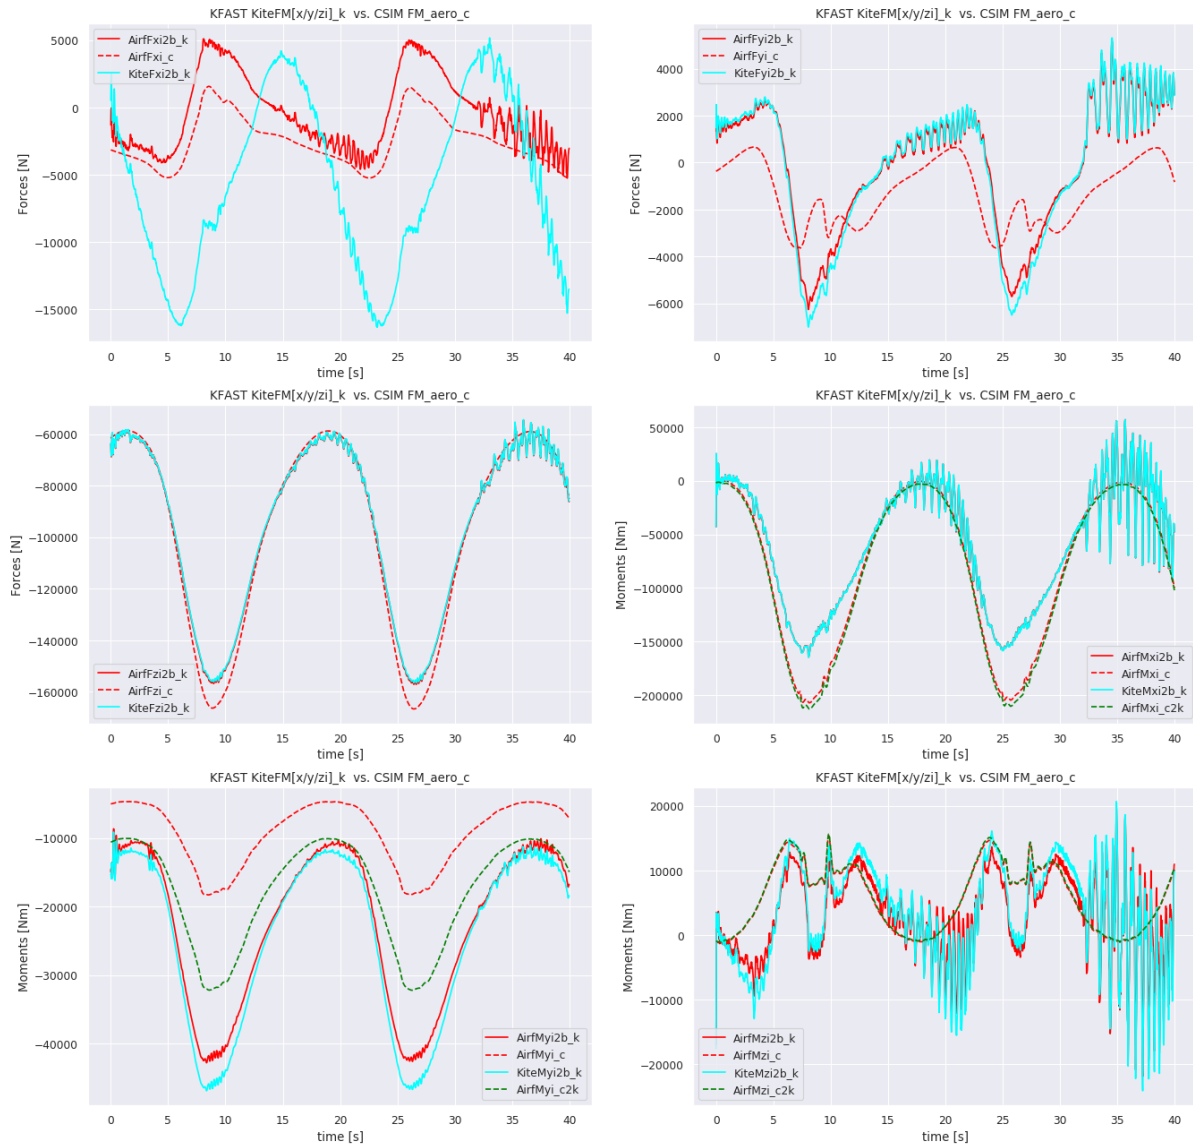 KFAST KiteFM[x/y/zi]_k vs. CSIM FM_aero_c
AirfFxi2b_k
AirfFxi_c
KiteFxi2b_k
5000
0
−5000
−10000
−15000
Forces [N]
0 5 10 15 20 25 30 35 40
time [s]
KFAST KiteFM[x/y/zi]_k vs. CSIM FM_aero_c
AirfFyi2b_k
AirfFyi_c
KiteFyi2b_k
4000
2000
0
−2000
−4000
−6000
Forces [N]
0 5 10 15 20 25 30 35 40
time [s]
KFAST KiteFM[x/y/zi]_k vs. CSIM FM_aero_c
−60000
−80000
−100000
−120000
−140000
−160000
Forces [N]
AirfFzi2b_k
AirfFzi_c
KiteFzi2b_k
0 5 10 15 20 25 30 35 40
time [s]
KFAST KiteFM[x/y/zi]_k vs. CSIM FM_aero_c
50000
0
−50000
−100000
−150000
−200000
Moments [Nm]
AirfMxi2b_k
AirfMxi_c
KiteMxi2b_k
AirfMxi_c2k
0 5 10 15 20 25 30 35 40
time [s]
KFAST KiteFM[x/y/zi]_k vs. CSIM FM_aero_c
−10000
−20000
−30000
−40000
Moments [Nm]
AirfMyi2b_k
AirfMyi_c
KiteMyi2b_k
AirfMyi_c2k
0 5 10 15 20 25 30 35 40
time [s]
KFAST KiteFM[x/y/zi]_k vs. CSIM FM_aero_c
20000
10000
0
−10000
−20000
Moments [Nm]
AirfMzi2b_k
AirfMzi_c
KiteMzi2b_k
AirfMzi_c2k
0 5 10 15 20 25 30 35 40
time [s]